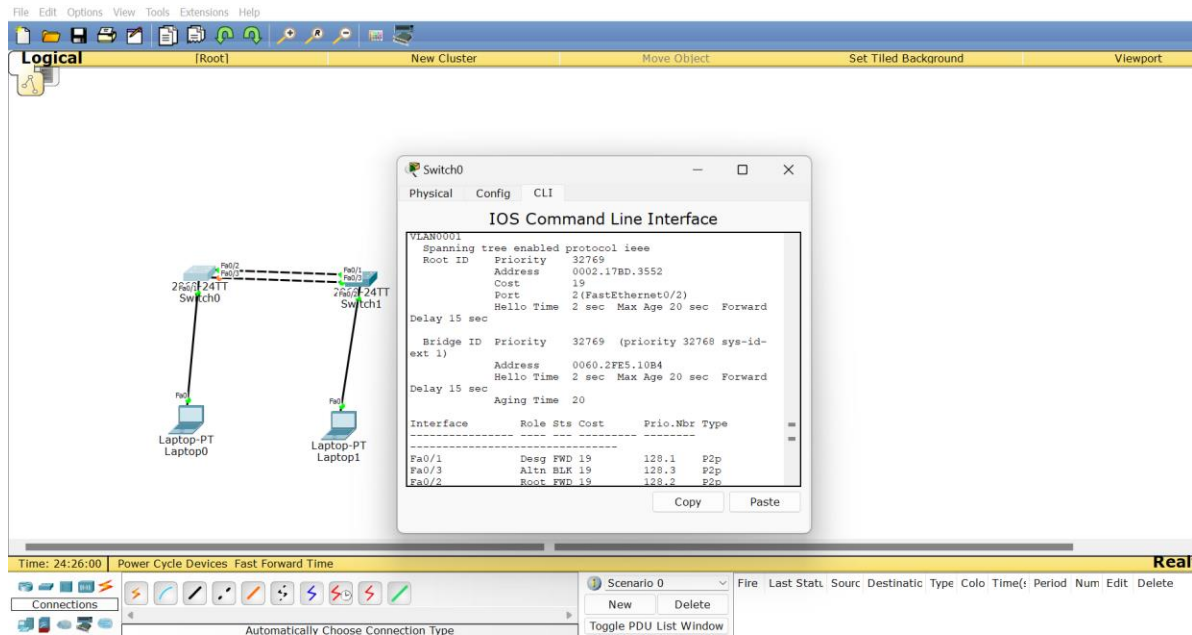 File Edit Options View Tools Extensions Help
Logical [Root] New Cluster Move Object Set Tiled Background Viewport
Switch0
Physical Config CLI
IOS Command Line Interface
VLAN0001
Spanning tree enabled protocol ieee
Root ID Priority 32769
Address 0002.17BD.3552
Cost 19
Port 2(FastEthernet0/2)
Hello Time 2 sec Max Age 20 sec Forward
Delay 15 sec
Bridge ID Priority 32769 (priority 32768 sys-id-
ext 1)
Address 0060.2FE5.10B4
Hello Time 2 sec Max Age 20 sec Forward
Delay 15 sec
Aging Time 20
Interface Role Sts Cost Prio.Nbr Type
---------------- ---- --- --------- --------
--------------------------------
Fa0/1 Desg FWD 19 128.1 P2p
Fa0/3 Altn BLK 19 128.3 P2p
Fa0/2 Root FWD 19 128.2 P2p
Copy Paste
Fa0/2
Fa0/3
Fa0/1
Fa0/3
24TT
Switch0
24TT
Switch1
Fa0
Fa0
Laptop-PT
Laptop0
Laptop-PT
Laptop1
Time: 24:26:00 Power Cycle Devices Fast Forward Time Real
Connections
Automatically Choose Connection Type
Scenario 0
New Delete
Toggle PDU List Window
Fire Last Statu Sourc Destinatic Type Colo Time(s Period Num Edit Delete